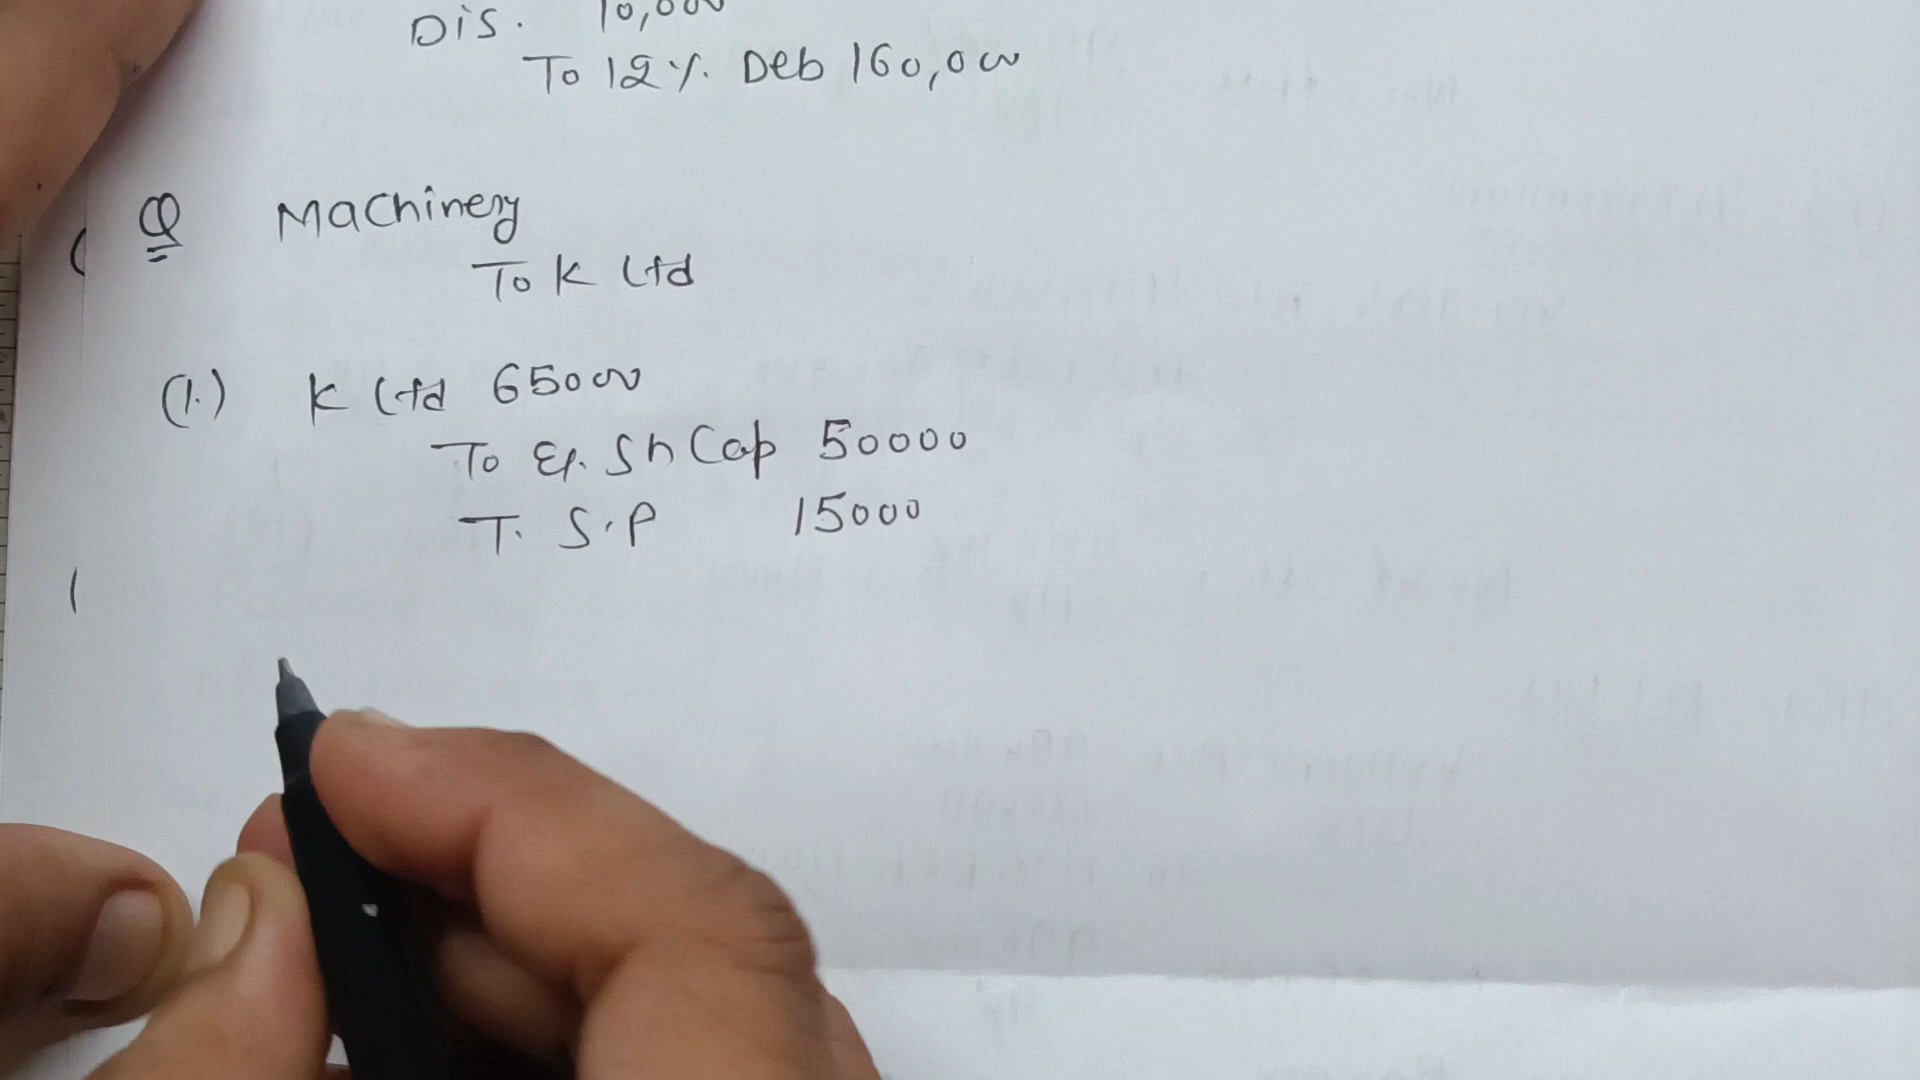 Dis. 10,000
To 12%. Deb 160,000
Q Machinery
To K Ltd
(1.) K Ltd 65000
To Eq. Sh Cap 50000
T. S.P 15000